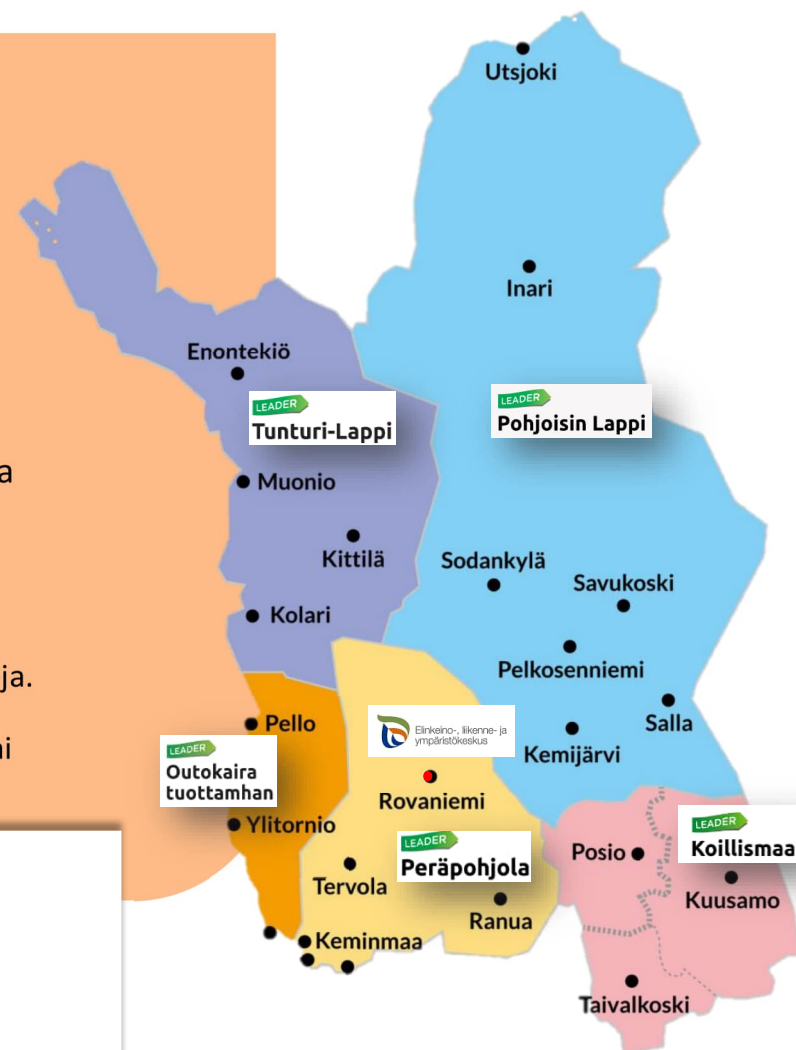 Utsjoki
Inari
Enontekiö
LEADER
Tunturi-Lappi
LEADER
Pohjoisin Lappi
a
Muonio
Kittilä
Sodankylä
Savukoski
Kolari
Pelkosenniemi
ja.
Salla
Pello
Elinkeino-, liikenne- ja
ympäristökeskus
Kemijärvi
LEADER
Outokaira
tuottamhan
Rovaniemi
Ylitornio
LEADER
Koillismaa
LEADER
Peräpohjola
Posio
Tervola
Kuusamo
Ranua
Keminmaa
Taivalkoski